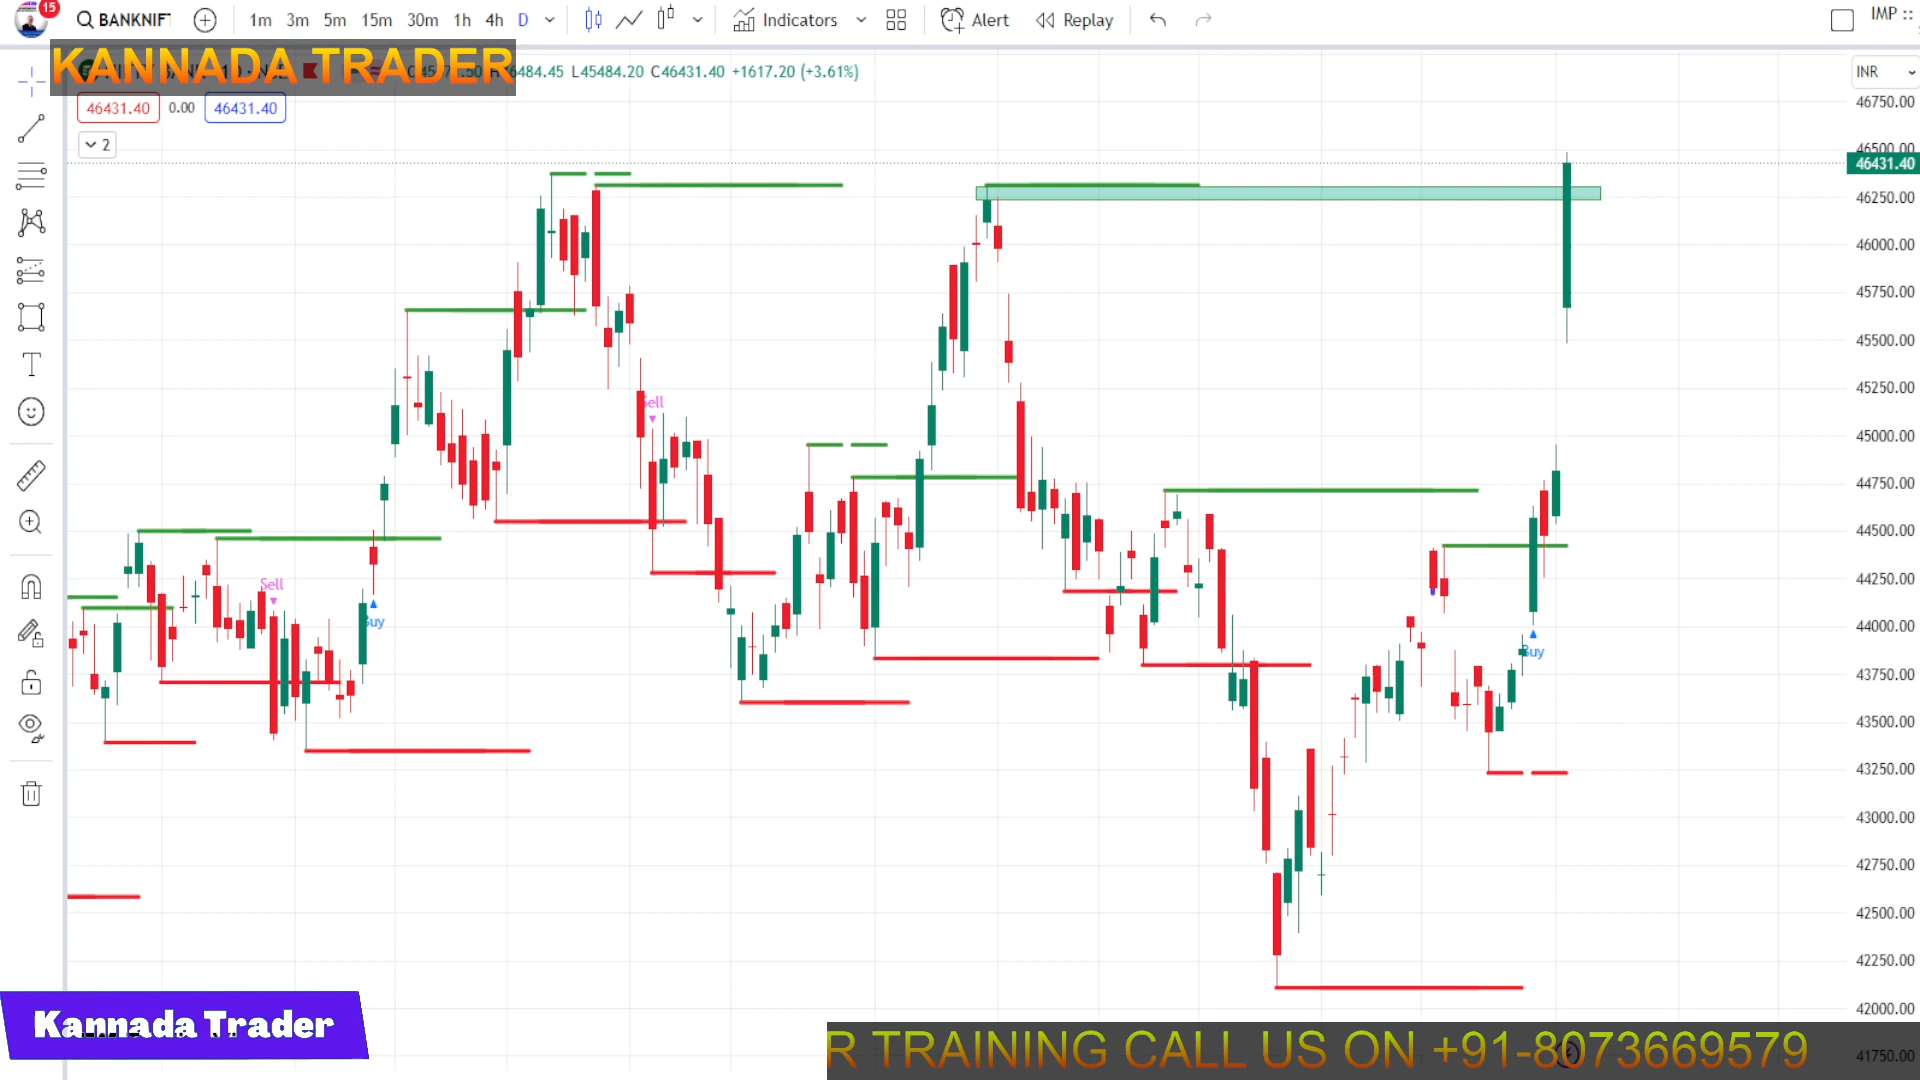 15
BANKNIFT
1m 3m 5m 15m 30m 1h 4h D
Indicators
Alert
Replay
IMP
KANNADA TRADER
6484.45 L45484.20 C46431.40 +1617.20 (+3.61%)
INR
46431.40 0.00 46431.40
2
46750.00
46500.00
46431.40
46250.00
46000.00
45750.00
45500.00
45250.00
45000.00
44750.00
44500.00
44250.00
44000.00
43750.00
43500.00
43250.00
43000.00
42750.00
42500.00
42250.00
42000.00
41750.00
Sell
Sell
Buy
Buy
Kannada Trader
R TRAINING CALL US ON +91-8073669579